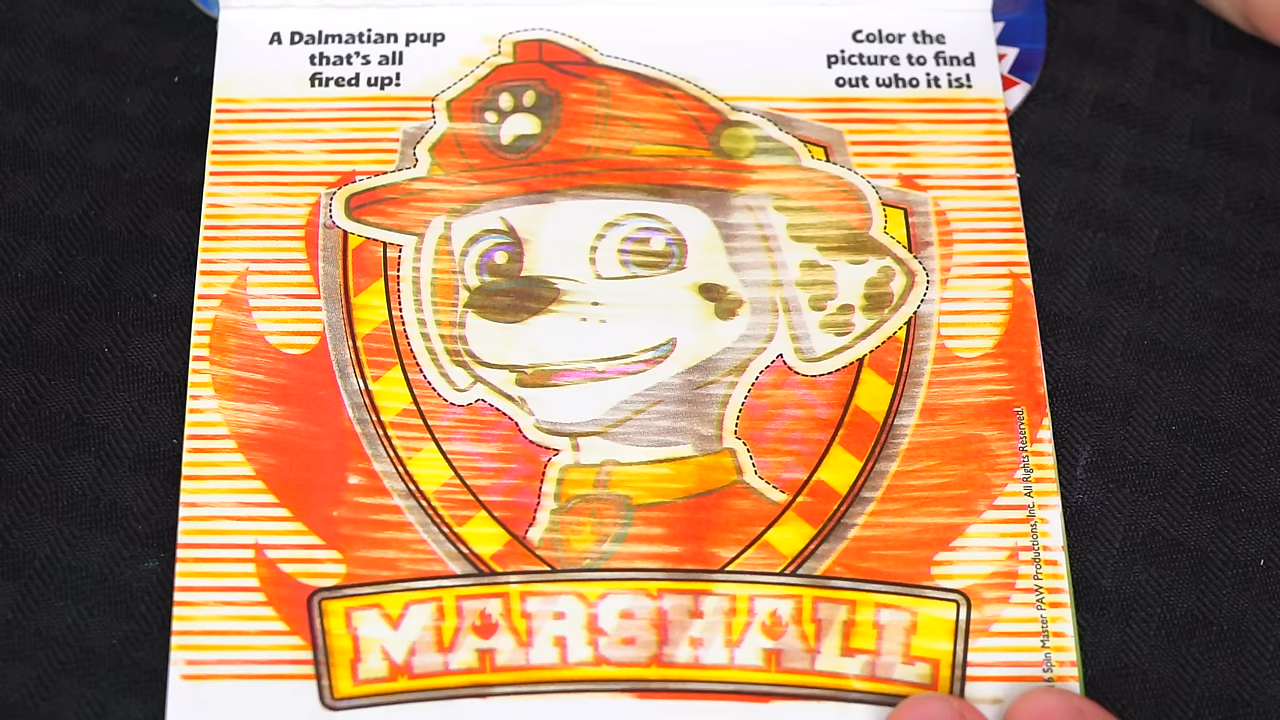 A Dalmatian pup
that's all
fired up!
Color the
picture to find
out who it is!
MARSHALL
6 Spin Master PAW Productions, Inc. All Rights Reserved.